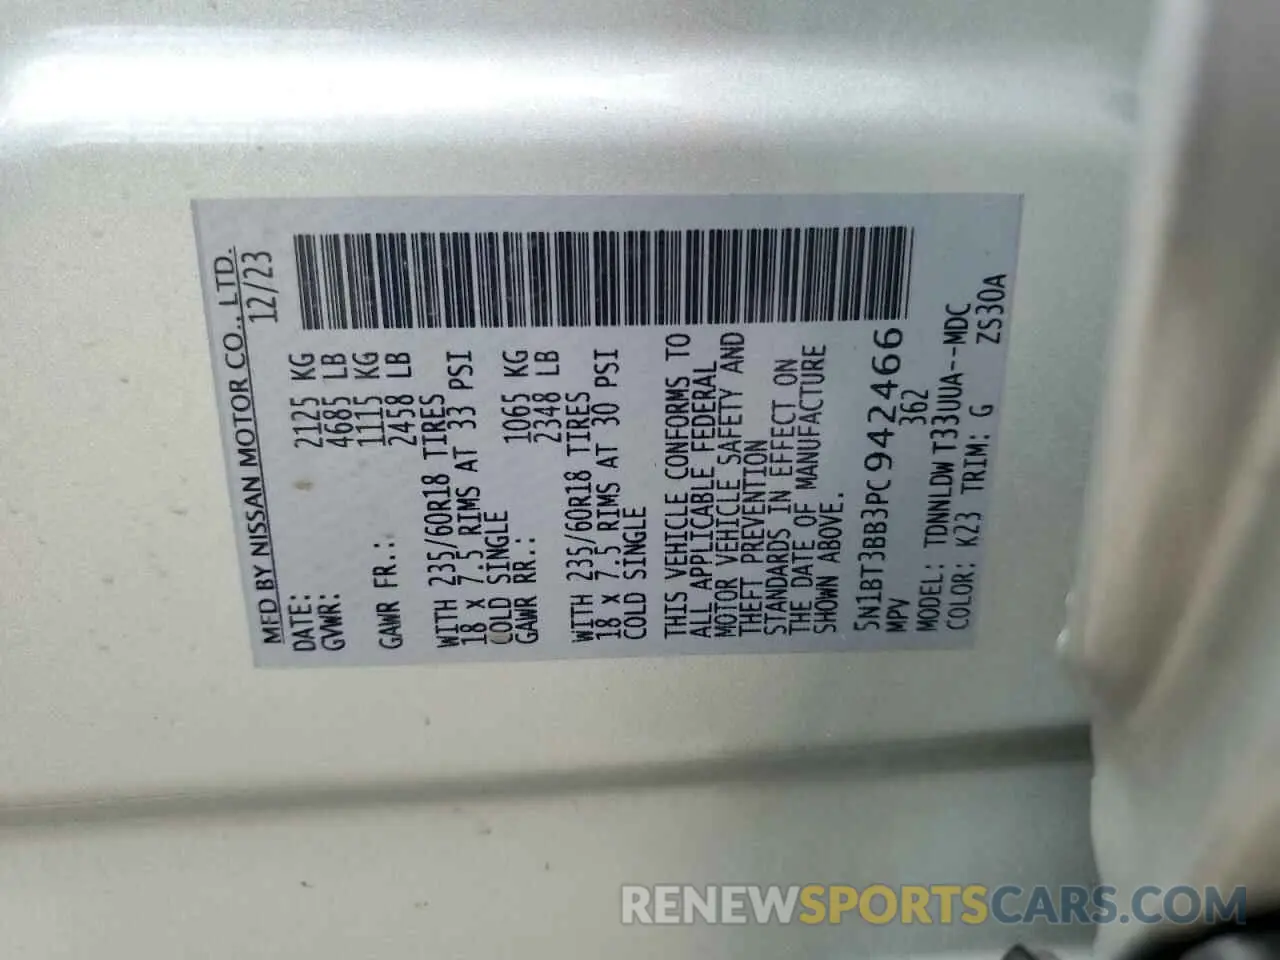 MFD BY NISSAN MOTOR CO., LTD.
DATE: 12/23
GVWR: 2125 KG
4685 LB
GAWR FR.: 1115 KG
2458 LB
WITH 235/60R18 TIRES
18 x 7.5 RIMS AT 33 PSI
COLD SINGLE
GAWR RR.: 1065 KG
2348 LB
WITH 235/60R18 TIRES
18 x 7.5 RIMS AT 30 PSI
COLD SINGLE
THIS VEHICLE CONFORMS TO
ALL APPLICABLE FEDERAL
MOTOR VEHICLE SAFETY AND
THEFT PREVENTION
STANDARDS IN EFFECT ON
THE DATE OF MANUFACTURE
SHOWN ABOVE.
5N1BT3BB3PC942466
MPV 362
MODEL: TDNNLDW T33UUA--MDC
COLOR: K23 TRIM: G ZS30A
RENEWSPORTSCARS.COM